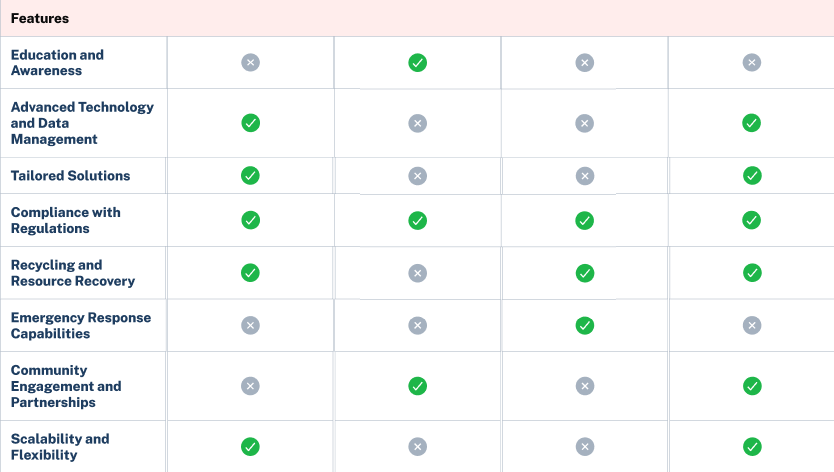 Features
Education and
Awareness
Advanced Technology
and Data
Management
Tailored Solutions
Compliance with
Regulations
Recycling and
Resource Recovery
Emergency Response
Capabilities
Community
Engagement and
Partnerships
Scalability and
Flexibility